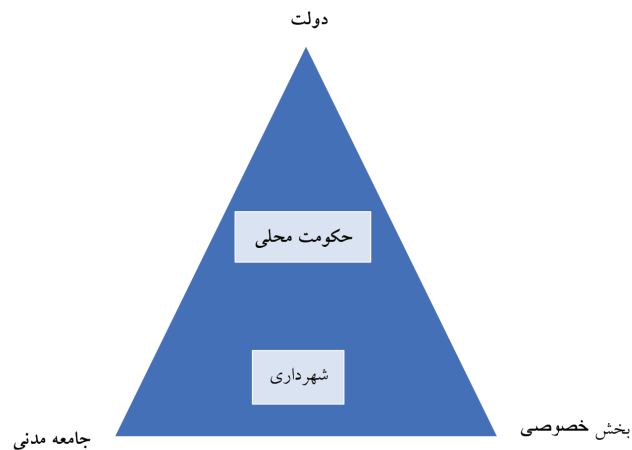 دولت
حکومت محلی
شهرداری
بخش خصوصی
جامعه مدنی